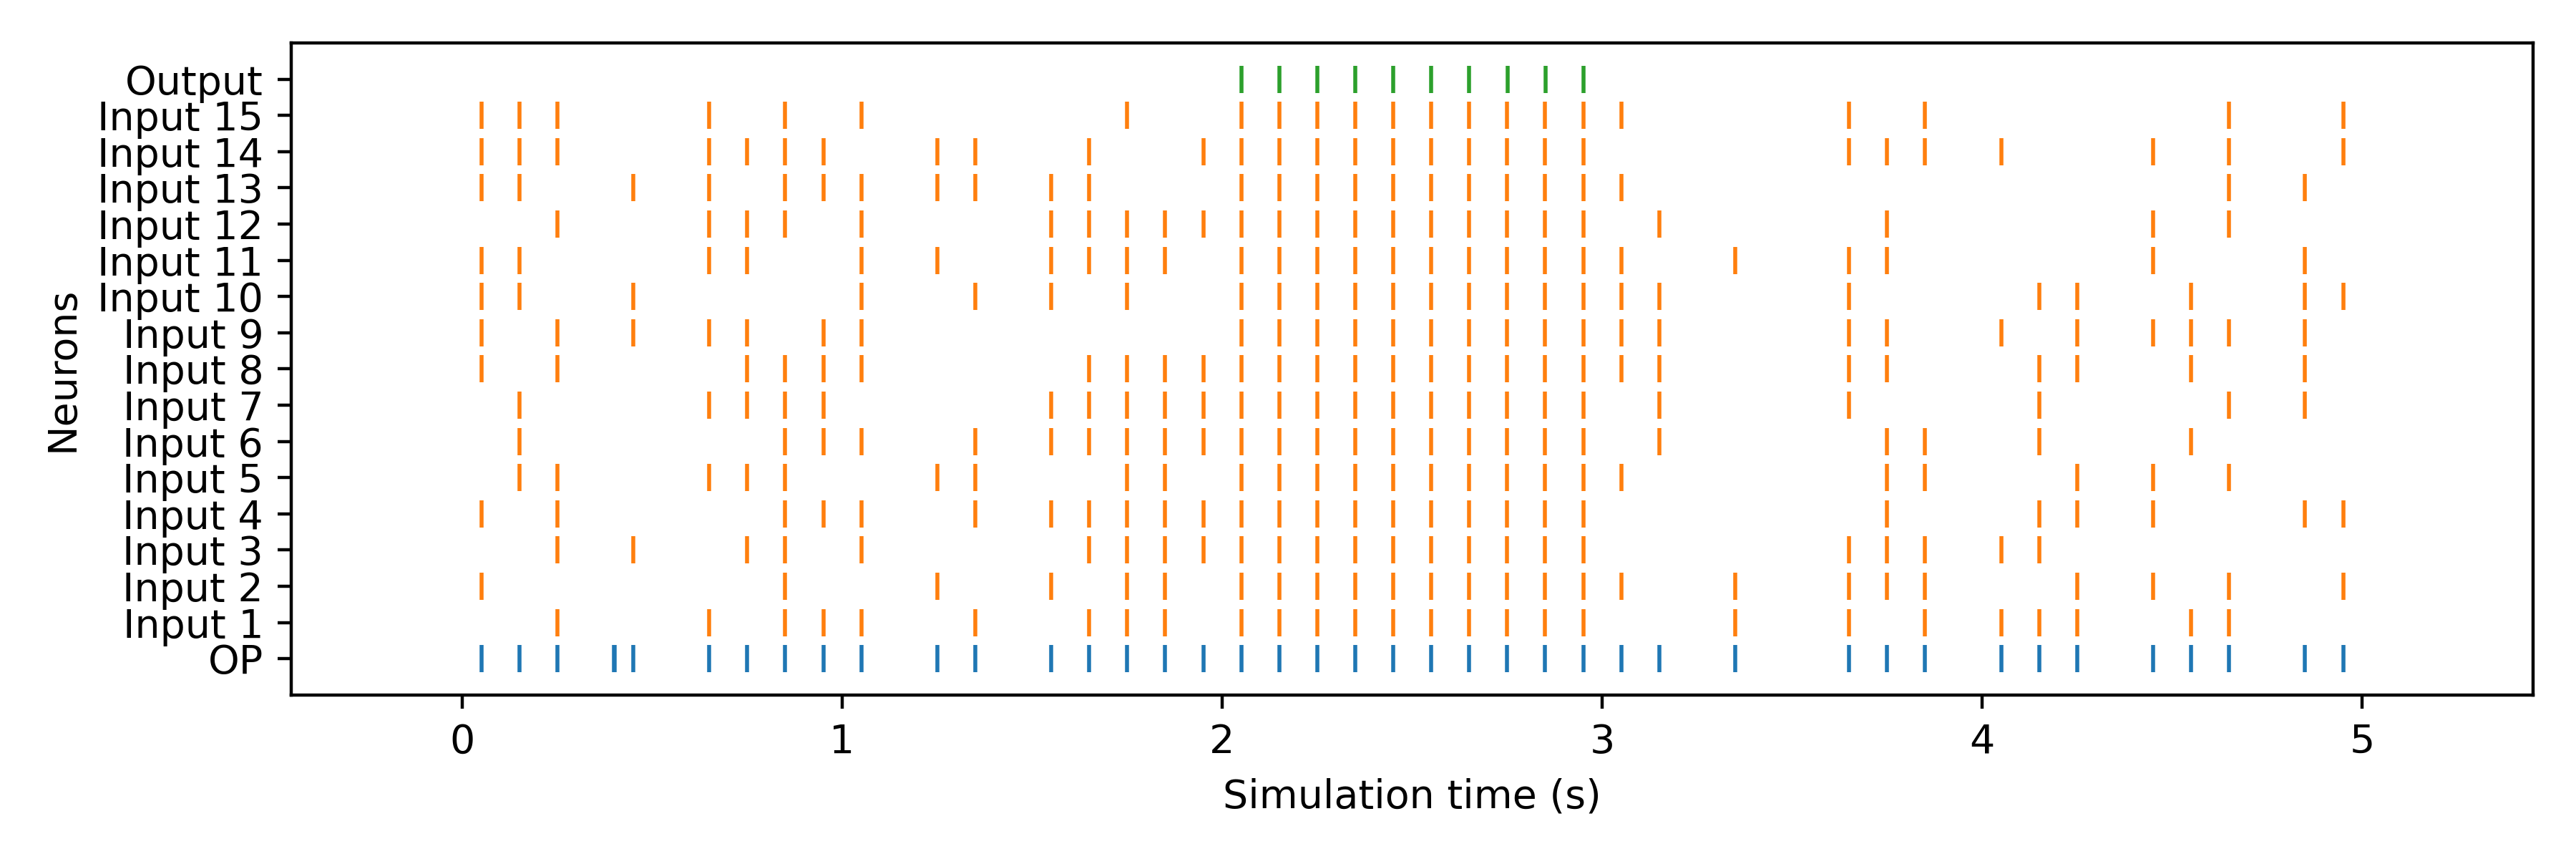 Output
Input 15
Input 14
Input 13
Input 12
Input 11
Input 10
Input 9
Input 8
Input 7
Input 6
Input 5
Input 4
Input 3
Input 2
Input 1
OP
Neurons
0 1 2 3 4 5
Simulation time (s)